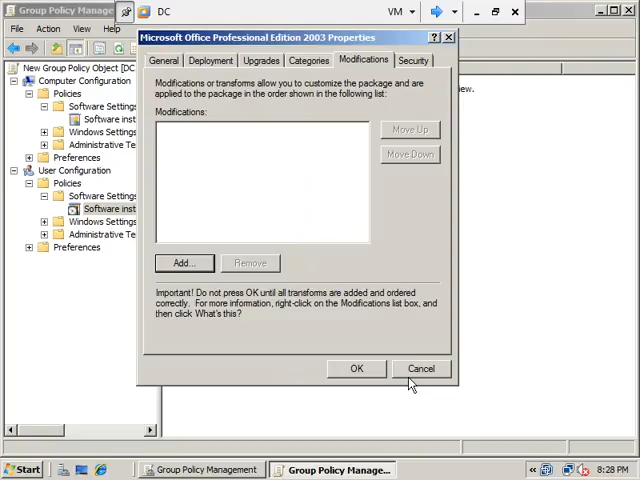 Group Policy Manage
DC
VM
File
Action
View
Help
New Group Policy Object [DC
Computer Configuration
Policies
Software Settings
Software inst
Windows Settings
Administrative Te
Preferences
User Configuration
Policies
Software Settings
Software inst
Windows Settings
Administrative Te
Preferences
ew.
Microsoft Office Professional Edition 2003 Properties
General
Deployment
Upgrades
Categories
Modifications
Security
Modifications or transforms allow you to customize the package and are
applied to the package in the order shown in the following list:
Modifications:
Move Up
Move Down
Add...
Remove
Important! Do not press OK until all transforms are added and ordered
correctly. For more information, right-click on the Modifications list box, and
then click What's this?
OK
Cancel
Start
Group Policy Management
Group Policy Manage...
8:28 PM